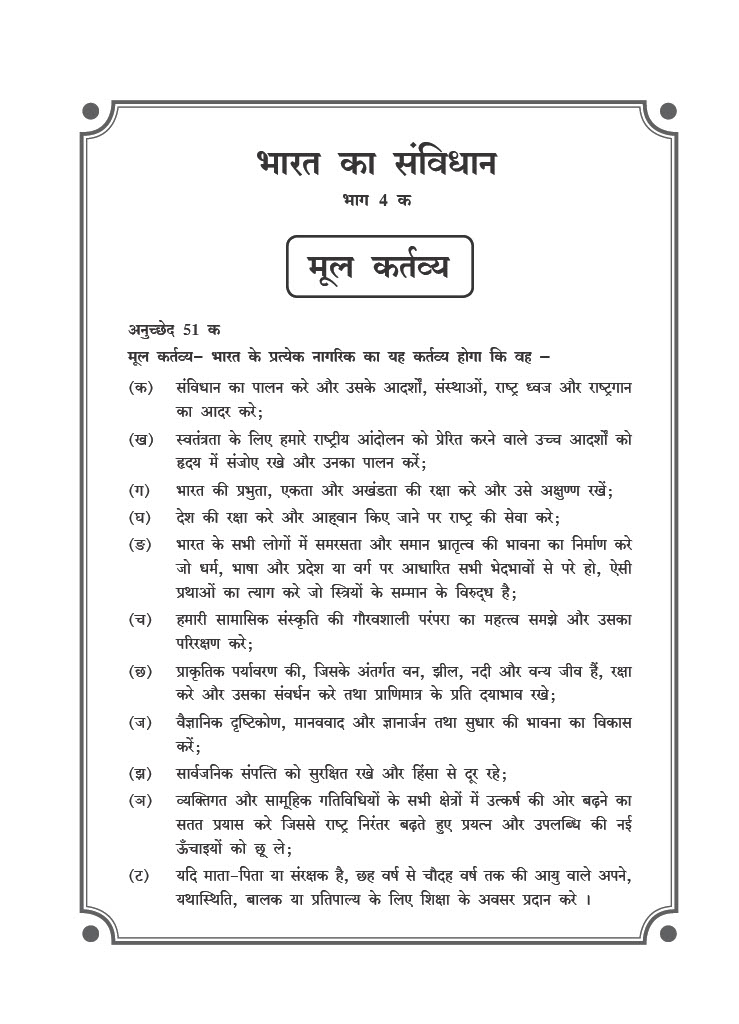 भारत का संविधान
भाग 4 क
मूल कर्तव्य
अनुच्छेद 51 क
मूल कर्तव्य– भारत के प्रत्येक नागरिक का यह कर्तव्य होगा कि वह –
(क) संविधान का पालन करे और उसके आदर्शों, संस्थाओं, राष्ट्र ध्वज और राष्ट्रगान
का आदर करे;
(ख) स्वतंत्रता के लिए हमारे राष्ट्रीय आंदोलन को प्रेरित करने वाले उच्च आदर्शों को
हृदय में संजोए रखे और उनका पालन करें;
(ग) भारत की प्रभुता, एकता और अखंडता की रक्षा करे और उसे अक्षुण्ण रखें;
(घ) देश की रक्षा करे और आह्‌वान किए जाने पर राष्ट्र की सेवा करे;
(ङ) भारत के सभी लोगों में समरसता और समान भ्रातृत्व की भावना का निर्माण करे
जो धर्म, भाषा और प्रदेश या वर्ग पर आधारित सभी भेदभावों से परे हो, ऐसी
प्रथाओं का त्याग करे जो स्त्रियों के सम्मान के विरुद्‌ध है;
(च) हमारी सामासिक संस्कृति की गौरवशाली परंपरा का महत्त्व समझे और उसका
परिरक्षण करे;
(छ) प्राकृतिक पर्यावरण की, जिसके अंतर्गत वन, झील, नदी और वन्य जीव हैं, रक्षा
करे और उसका संवर्धन करे तथा प्राणिमात्र के प्रति दयाभाव रखे;
(ज) वैज्ञानिक दृष्टिकोण, मानववाद और ज्ञानार्जन तथा सुधार की भावना का विकास
करें;
(झ) सार्वजनिक संपत्ति को सुरक्षित रखे और हिंसा से दूर रहे;
(ञ) व्यक्तिगत और सामूहिक गतिविधियों के सभी क्षेत्रों में उत्कर्ष की ओर बढ़ने का
सतत प्रयास करे जिससे राष्ट्र निरंतर बढ़ते हुए प्रयत्न और उपलब्धि की नई
ऊँचाइयों को छू ले;
(ट) यदि माता-पिता या संरक्षक है, छह वर्ष से चौदह वर्ष तक की आयु वाले अपने,
यथास्थिति, बालक या प्रतिपाल्य के लिए शिक्षा के अवसर प्रदान करे ।